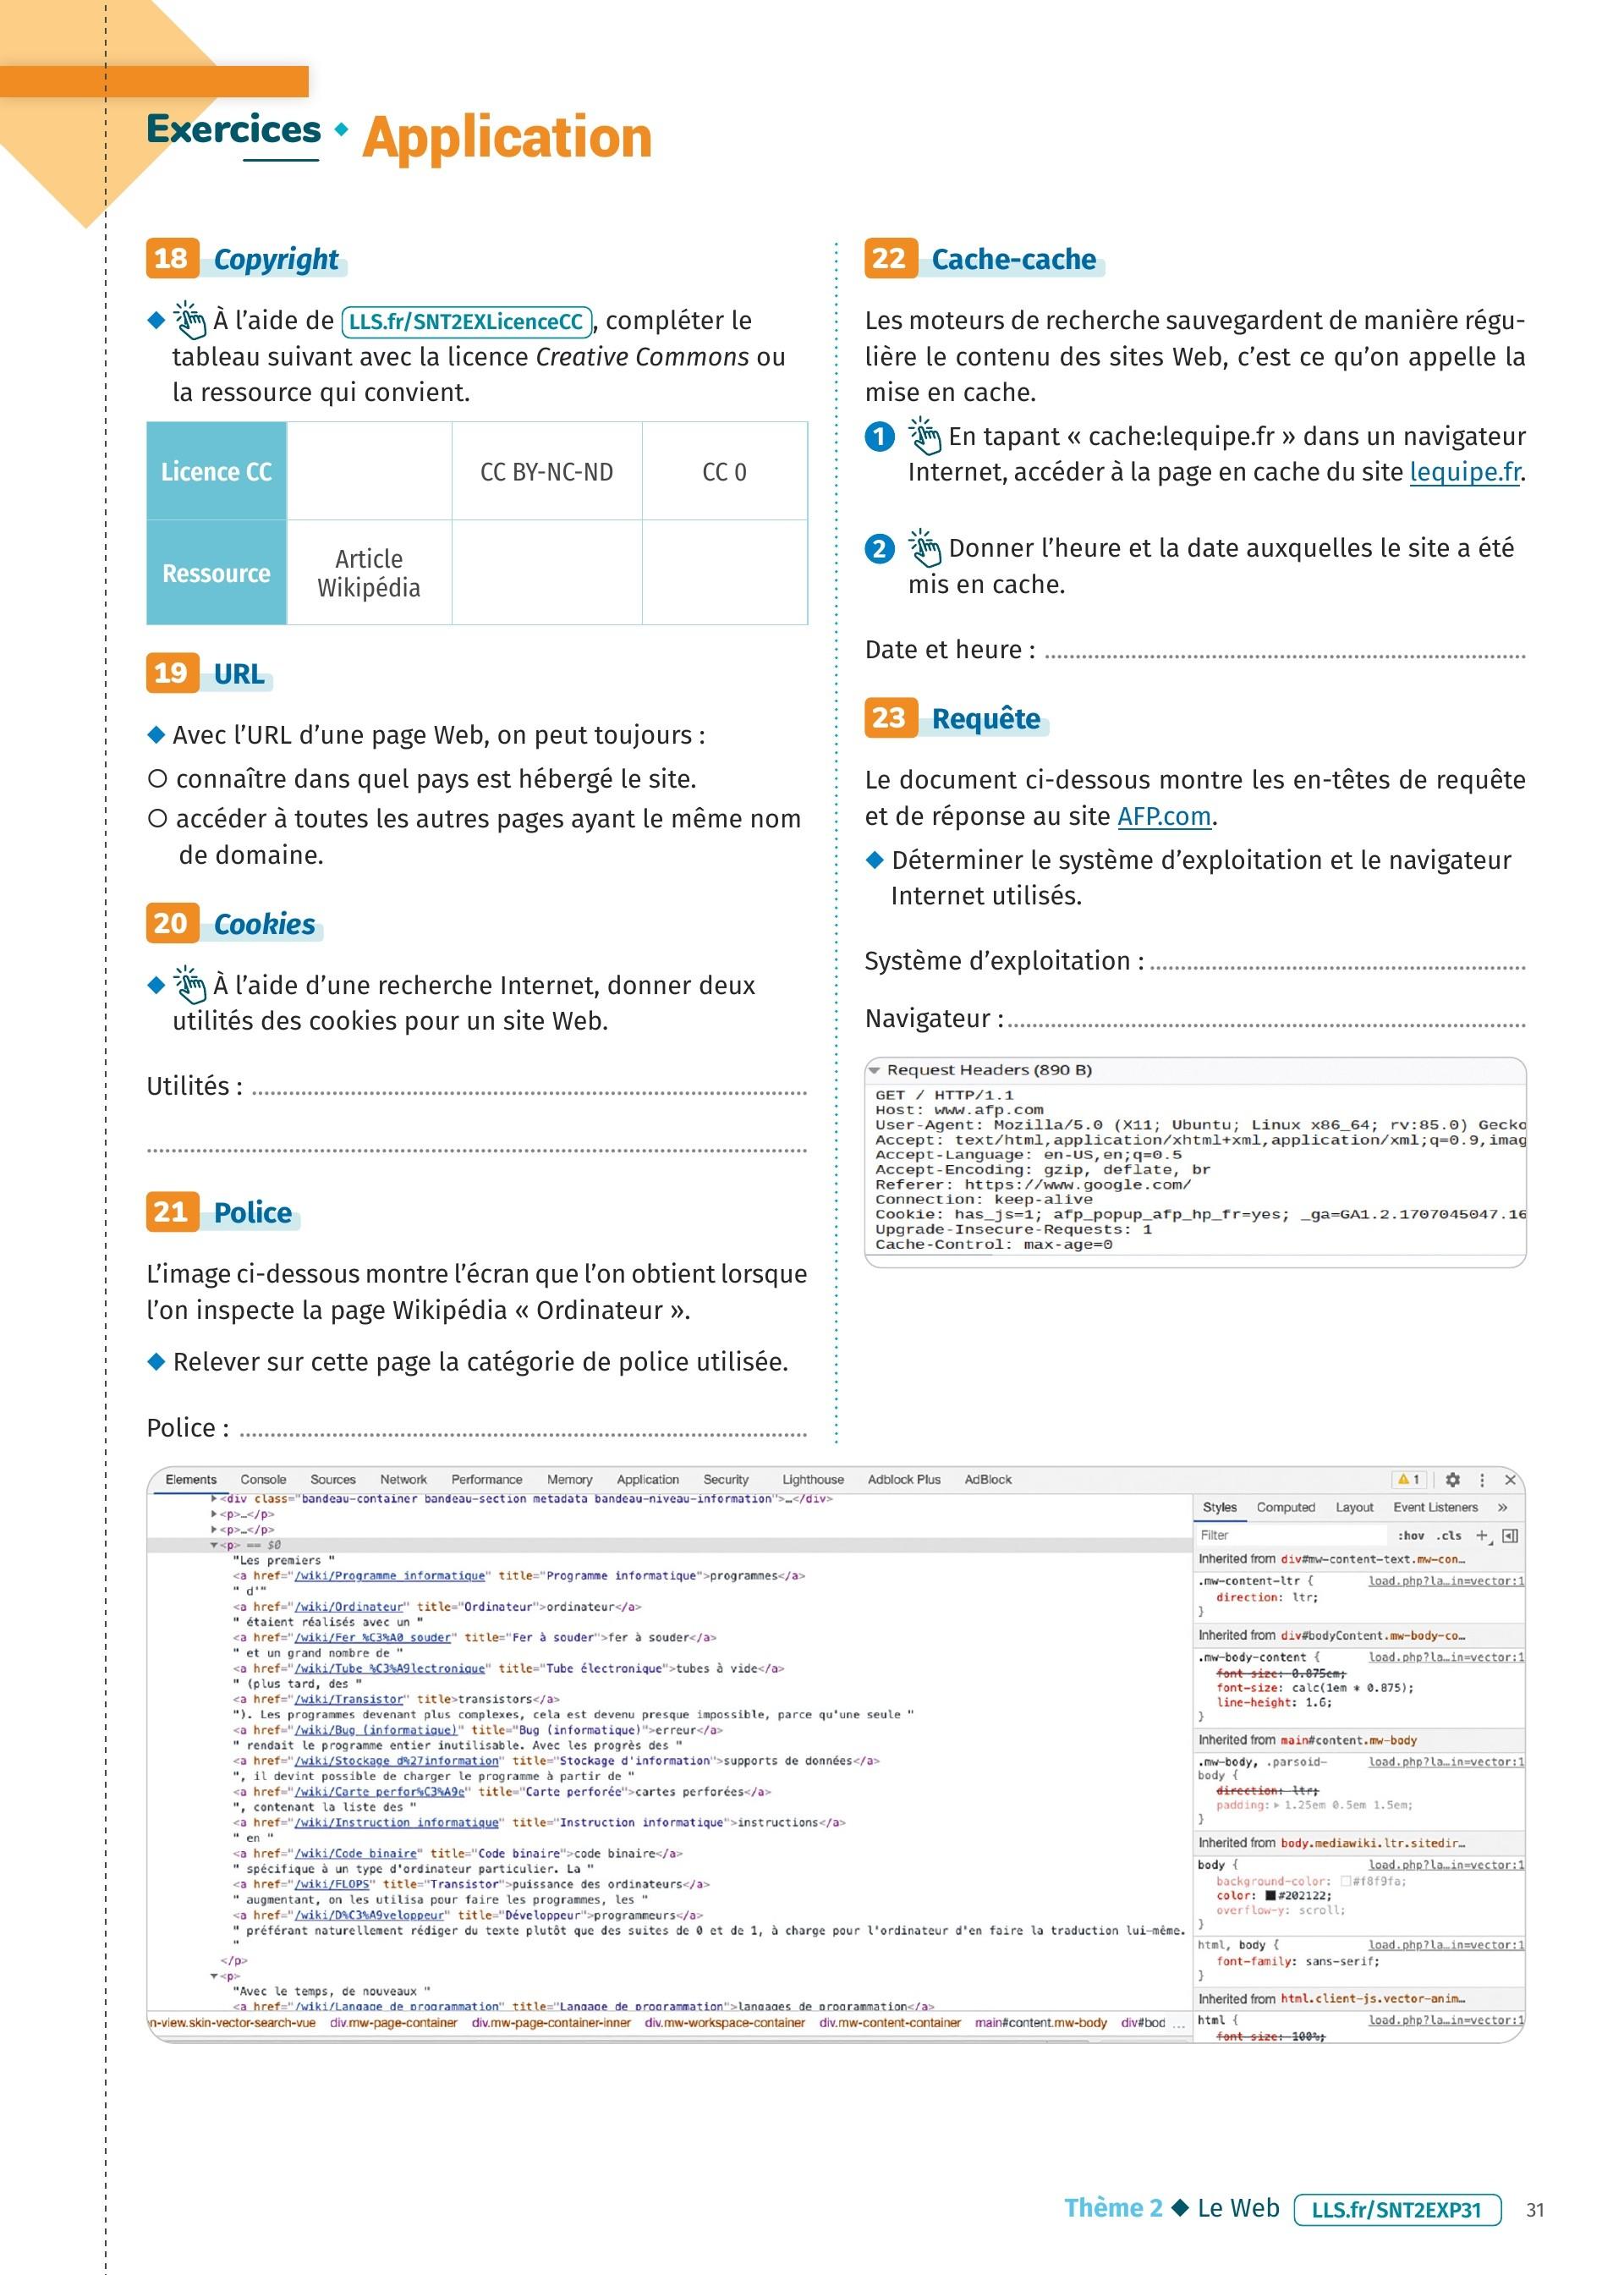 Exercices
Application
18 Copyright
À l'aide de LLS.fr/SNT2EXLicenceCC, compléter le
tableau suivant avec la licence Creative Commons ou
la ressource qui convient.
Licence CC
CC BY-NC-ND
CC 0
Ressource
Article
Wikipédia
19 URL
Avec l'URL d'une page Web, on peut toujours :
connaître dans quel pays est hébergé le site.
accéder à toutes les autres pages ayant le même nom
de domaine.
20 Cookies
À l'aide d'une recherche Internet, donner deux
utilités des cookies pour un site Web.
Utilités :
21 Police
L'image ci-dessous montre l'écran que l'on obtient lorsque
l'on inspecte la page Wikipédia « Ordinateur ».
Relever sur cette page la catégorie de police utilisée.
Police :
22 Cache-cache
Les moteurs de recherche sauvegardent de manière régu-
lière le contenu des sites Web, c'est ce qu'on appelle la
mise en cache.
1 En tapant « cache:lequipe.fr » dans un navigateur
Internet, accéder à la page en cache du site lequipe.fr.
2 Donner l'heure et la date auxquelles le site a été
mis en cache.
Date et heure :
23 Requête
Le document ci-dessous montre les en-têtes de requête
et de réponse au site AFP.com.
Déterminer le système d'exploitation et le navigateur
Internet utilisés.
Système d'exploitation :
Navigateur :
Request Headers (890 B)
GET / HTTP/1.1
Host: www.afp.com
User-Agent: Mozilla/5.0 (X11; Ubuntu; Linux x86_64; rv:85.0) Gecko
Accept: text/html,application/xhtml+xml,application/xml;q=0.9,imag
Accept-Language: en-US,en;q=0.5
Accept-Encoding: gzip, deflate, br
Referer: https://www.google.com/
Connection: keep-alive
Cookie: has_js=1; afp_popup_afp_hp_fr=yes; _ga=GA1.2.1707045047.16
Upgrade-Insecure-Requests: 1
Cache-Control: max-age=0
Elements Console Sources Network Performance Memory Application Security Lighthouse Adblock Plus AdBlock 1
<div class="bandeau-container bandeau-section metadata bandeau-niveau-information">…</div>
<p>…</p>
<p>…</p>
<p> == $0
"Les premiers "
<a href="/wiki/Programme_informatique" title="Programme informatique">programmes</a>
" d'"
<a href="/wiki/Ordinateur" title="Ordinateur">ordinateur</a>
" étaient réalisés avec un "
<a href="/wiki/Fer_%C3%A0_souder" title="Fer à souder">fer à souder</a>
" et un grand nombre de "
<a href="/wiki/Tube_%C3%A9lectronique" title="Tube électronique">tubes à vide</a>
" (plus tard, des "
<a href="/wiki/Transistor" title>transistors</a>
"). Les programmes devenant plus complexes, cela est devenu presque impossible, parce qu'une seule "
<a href="/wiki/Bug_(informatique)" title="Bug (informatique)">erreur</a>
" rendait le programme entier inutilisable. Avec les progrès des "
<a href="/wiki/Stockage_d%27information" title="Stockage d'information">supports de données</a>
", il devint possible de charger le programme à partir de "
<a href="/wiki/Carte_perfor%C3%A9e" title="Carte perforée">cartes perforées</a>
", contenant la liste des "
<a href="/wiki/Instruction_informatique" title="Instruction informatique">instructions</a>
" en "
<a href="/wiki/Code_binaire" title="Code binaire">code binaire</a>
" spécifique à un type d'ordinateur particulier. La "
<a href="/wiki/FLOPS" title="Transistor">puissance des ordinateurs</a>
" augmentant, on les utilisa pour faire les programmes, les "
<a href="/wiki/D%C3%A9veloppeur" title="Développeur">programmeurs</a>
" préférant naturellement rédiger du texte plutôt que des suites de 0 et de 1, à charge pour l'ordinateur d'en faire la traduction lui-même.
"
</p>
<p>
"Avec le temps, de nouveaux "
<a href="/wiki/Langage_de_programmation" title="Langage de programmation">langages de programmation</a>
n-view.skin-vector-search-vue div.mw-page-container div.mw-page-container-inner div.mw-workspace-container div.mw-content-container main#content.mw-body div#bod …
Styles Computed Layout Event Listeners »
Filter :hov .cls +
Inherited from div#mw-content-text.mw-con…
.mw-content-ltr { load.php?la…in=vector:1
direction: ltr;
}
Inherited from div#bodyContent.mw-body-co…
.mw-body-content { load.php?la…in=vector:1
font-size: 0.875em;
font-size: calc(1em * 0.875);
line-height: 1.6;
}
Inherited from main#content.mw-body
.mw-body, .parsoid- load.php?la…in=vector:1
body {
direction: ltr;
padding: 1.25em 0.5em 1.5em;
}
Inherited from body.mediawiki.ltr.sitedir…
body { load.php?la…in=vector:1
background-color: #f8f9fa;
color: #202122;
overflow-y: scroll;
}
html, body { load.php?la…in=vector:1
font-family: sans-serif;
}
Inherited from html.client-js.vector-anim…
html { load.php?la…in=vector:1
font-size: 100%;
Thème 2 Le Web LLS.fr/SNT2EXP31 31